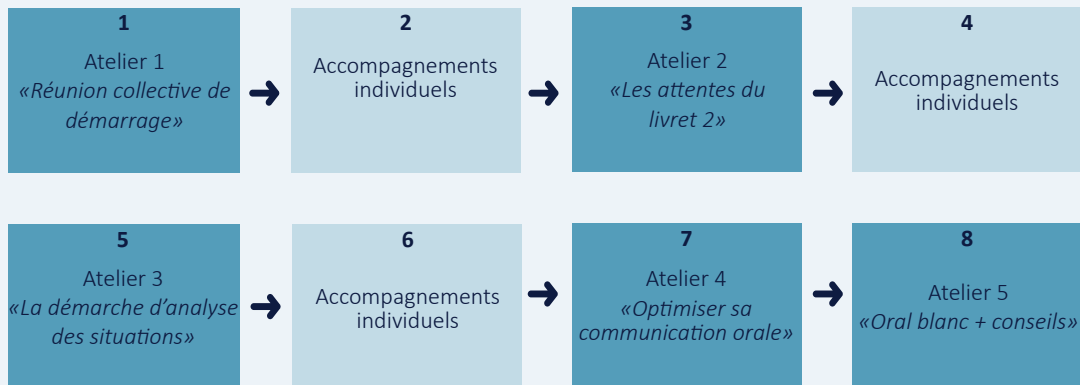 1
Atelier 1
«Réunion collective de
démarrage»
2
Accompagnements
individuels
3
Atelier 2
«Les attentes du
livret 2»
4
Accompagnements
individuels
5
Atelier 3
«La démarche d’analyse
des situations»
6
Accompagnements
individuels
7
Atelier 4
«Optimiser sa
communication orale»
8
Atelier 5
«Oral blanc + conseils»